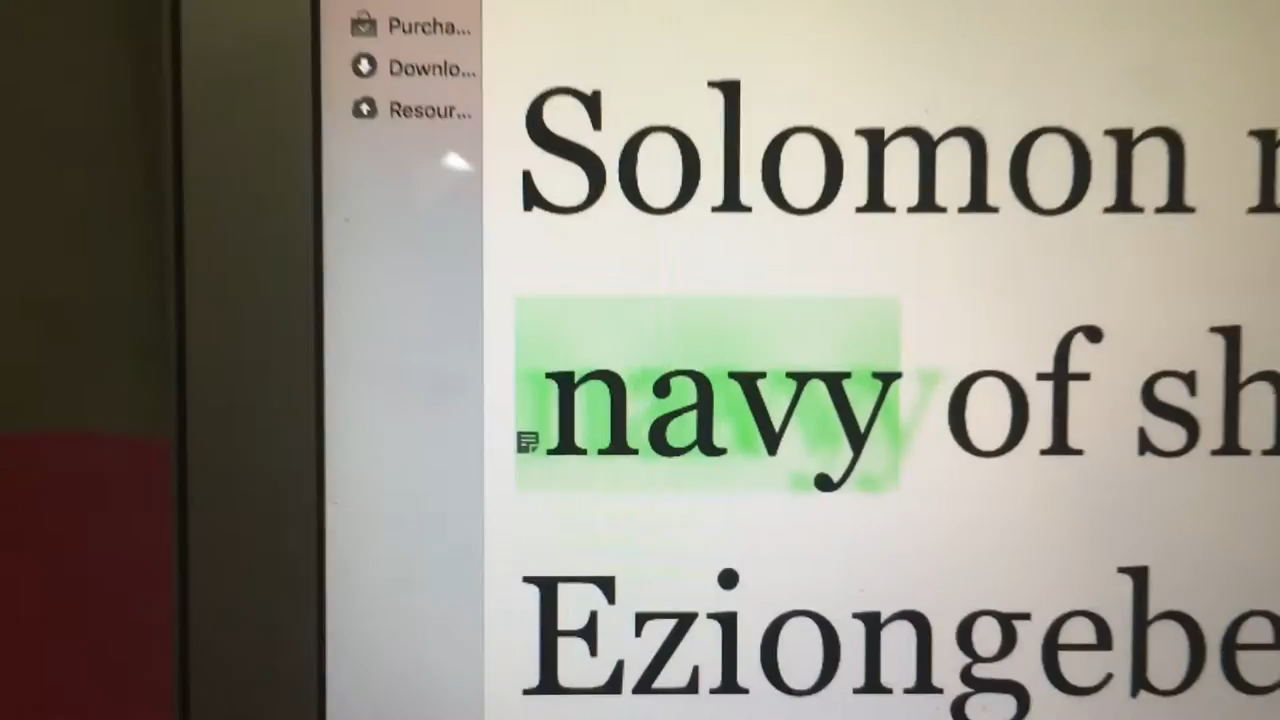 Purcha...
Downlo...
Resour...
Solomon
navy of sh
Eziongebe